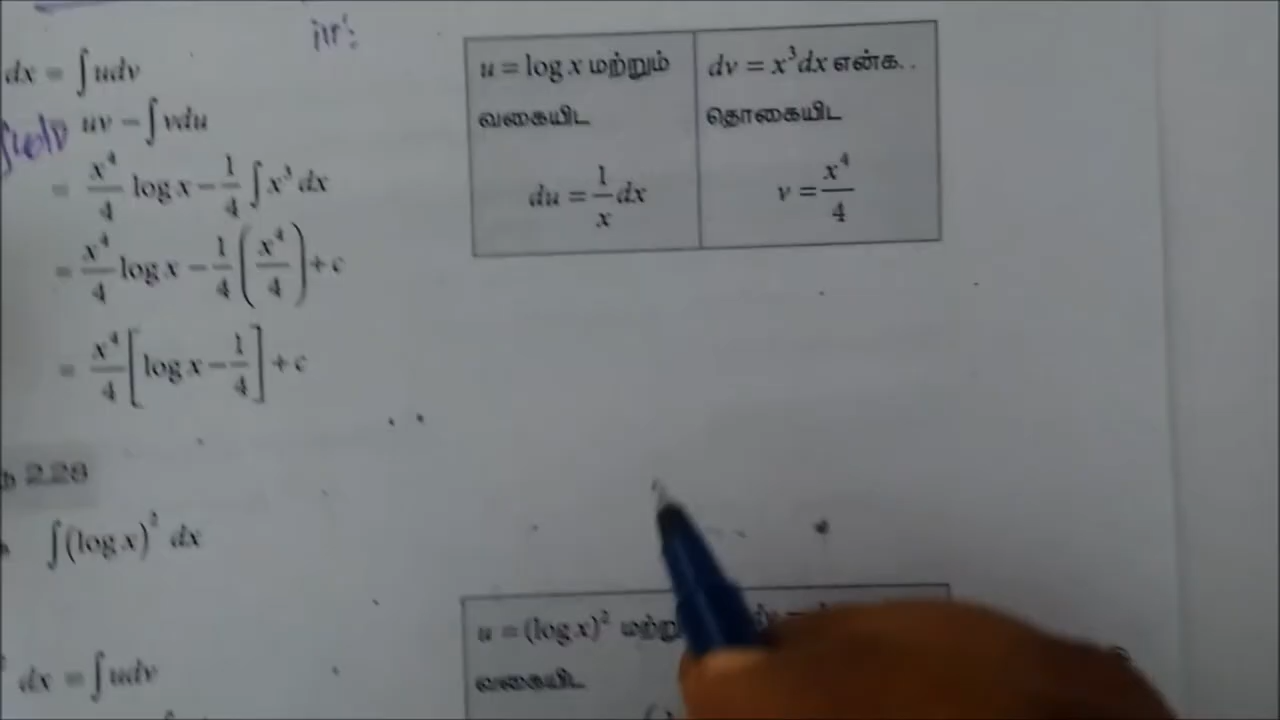 dx = ∫udv
∫udv
uv − ∫vdu
= x⁴/4 log x − 1/4 ∫x³ dx
= x⁴/4 log x − 1/4 (x⁴/4) + c
= x⁴/4 [log x − 1/4] + c
u = log x மற்றும்
வகையிட
du = 1/x dx
dv = x³dx என்க. .
தொகையிட
v = x⁴/4
2.28
∫(log x)² dx
dx = ∫udv
u = (log x)²
வகையிட